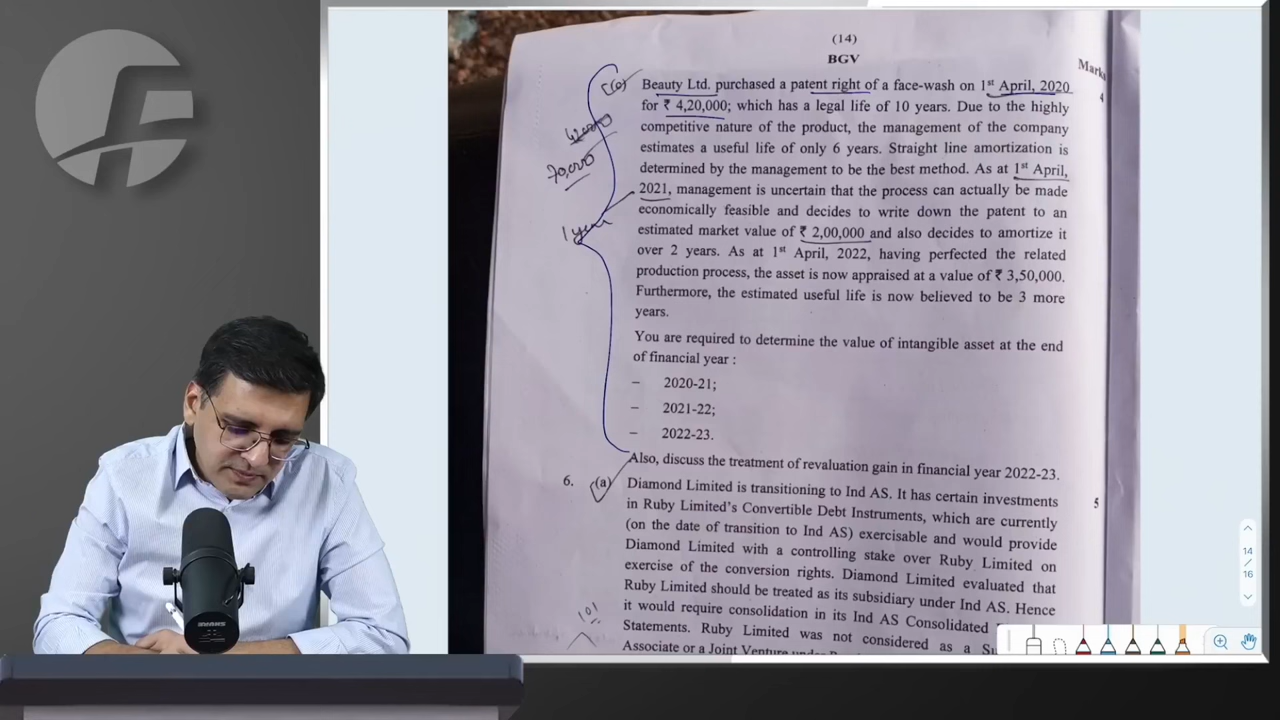 (14)
BGV
Marks
(c) Beauty Ltd. purchased a patent right of a face-wash on 1st April, 2020
4
for ₹ 4,20,000; which has a legal life of 10 years. Due to the highly
competitive nature of the product, the management of the company
estimates a useful life of only 6 years. Straight line amortization is
determined by the management to be the best method. As at 1st April,
70,000
2021, management is uncertain that the process can actually be made
economically feasible and decides to write down the patent to an
1 year
estimated market value of ₹ 2,00,000 and also decides to amortize it
over 2 years. As at 1st April, 2022, having perfected the related
production process, the asset is now appraised at a value of ₹ 3,50,000.
Furthermore, the estimated useful life is now believed to be 3 more
years.
You are required to determine the value of intangible asset at the end
of financial year :
– 2020-21;
– 2021-22;
– 2022-23.
Also, discuss the treatment of revaluation gain in financial year 2022-23.
6. (a) Diamond Limited is transitioning to Ind AS. It has certain investments
5
in Ruby Limited's Convertible Debt Instruments, which are currently
(on the date of transition to Ind AS) exercisable and would provide
Diamond Limited with a controlling stake over Ruby Limited on
exercise of the conversion rights. Diamond Limited evaluated that
Ruby Limited should be treated as its subsidiary under Ind AS. Hence
it would require consolidation in its Ind AS Consolidated
Statements. Ruby Limited was not considered as a
Associate or a Joint Venture
14
/
16